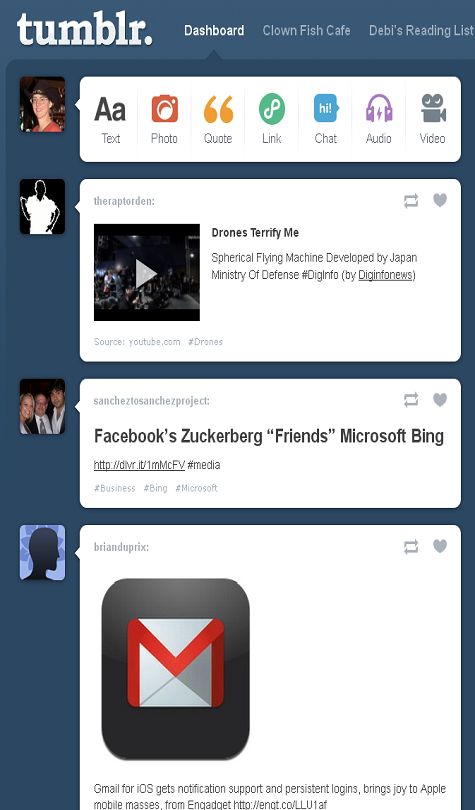 tumblr.
Dashboard Clown Fish Cafe Debi's Reading List
Aa
hi!
Text Photo Quote Link Chat Audio Video
theraptorden:
Drones Terrify Me
Spherical Flying Machine Developed by Japan
Ministry Of Defense #DigInfo (by Diginfonews)
Source: youtube.com #Drones
sancheztosanchezproject:
Facebook's Zuckerberg “Friends” Microsoft Bing
http://dlvr.it/1mMcFV #media
#Business #Bing #Microsoft
brianduprix:
Gmail for iOS gets notification support and persistent logins, brings joy to Apple
mobile masses, from Engadget http://engt.co/LLU1af